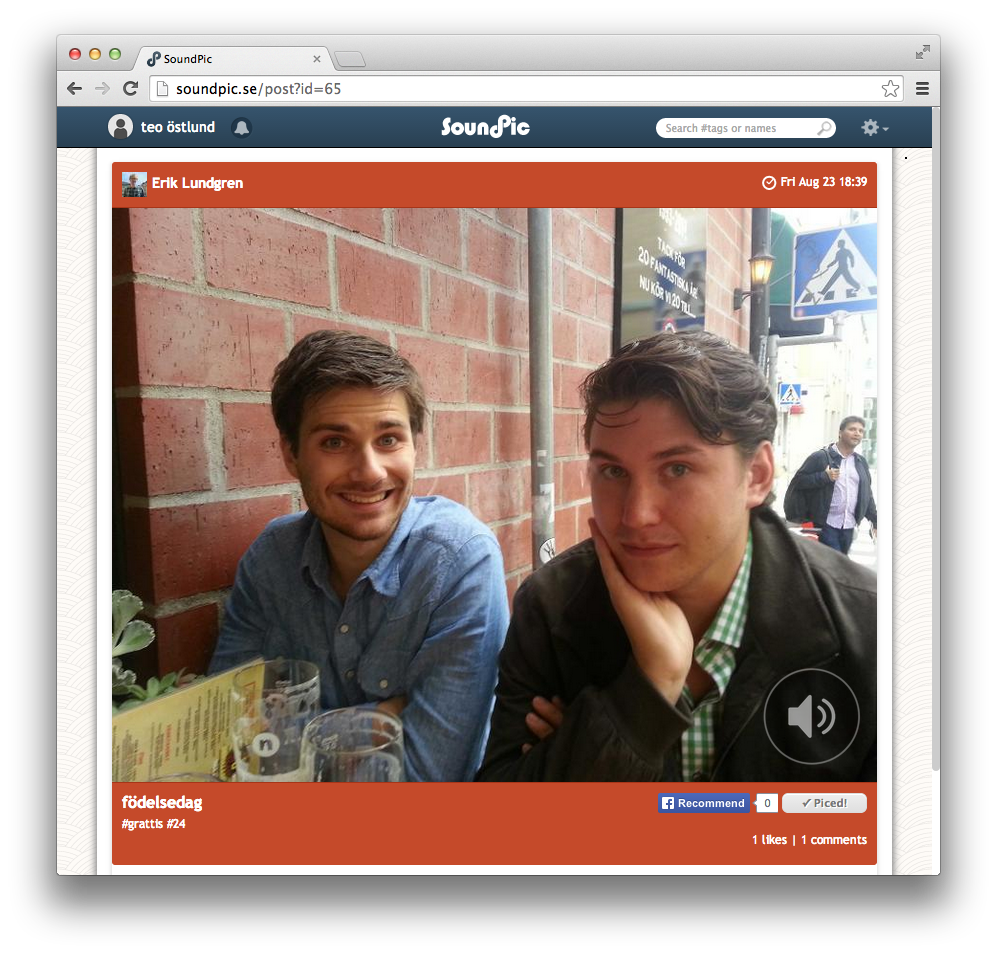 SoundPic
soundpic.se/post?id=65
teo östlund
SoundPic
Search #tags or names
Erik Lundgren
Fri Aug 23 18:39
TACK FÖR
20 FANTASTISKA ÅR!
NU KÖR VI 20 TILL...
n
födelsedag
#grattis #24
Recommend
0
✔ Piced!
1 likes | 1 comments